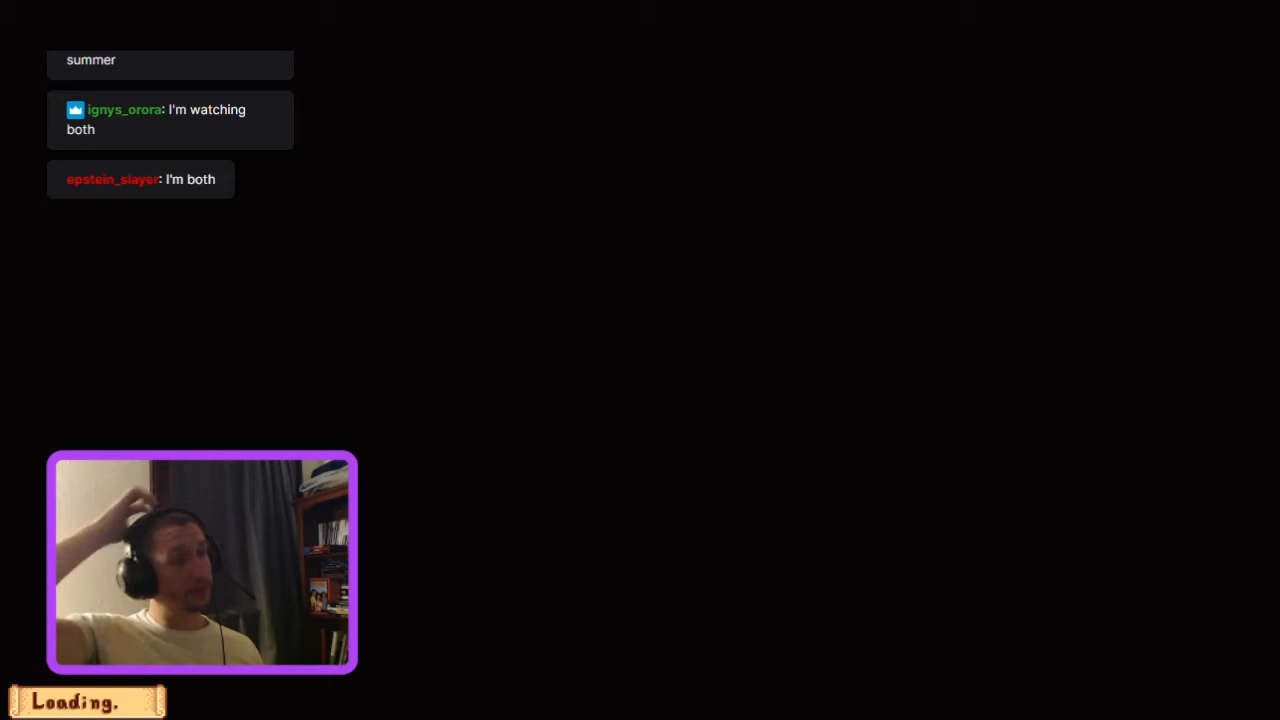 summer
ignys_orora: I'm watching
both
epstein_slayer: I'm both
Loading.